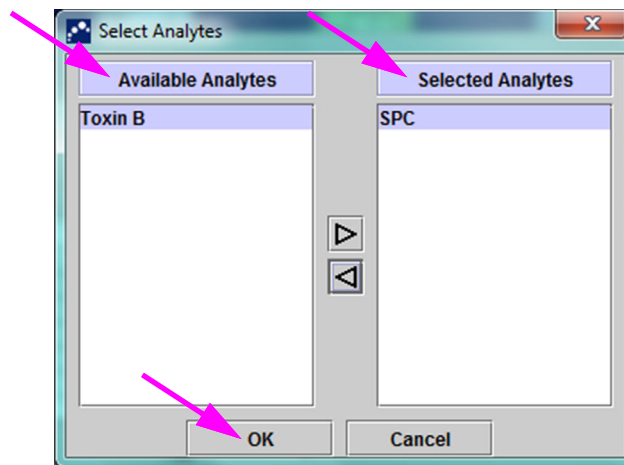 Select Analytes
Available Analytes
Selected Analytes
Toxin B
SPC
OK
Cancel